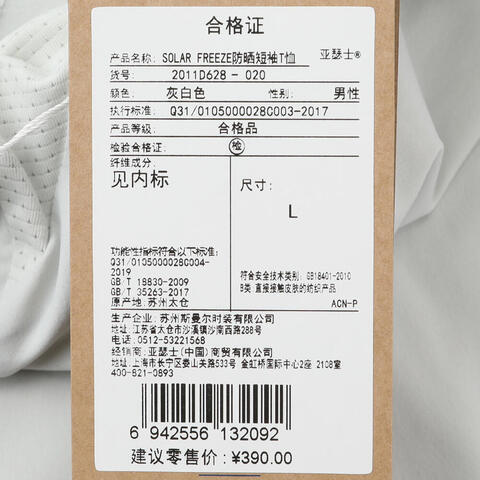 合格证
产品名称: SOLAR FREEZE防晒短袖T恤 亚瑟士®
货号: 2011D628 - 020
颜色: 灰白色 性别: 男性
执行标准: Q31/0105000028C003-2017
产品等级: 合格品
检验合格证: 检
纤维成分:
见内标
尺寸:
L
功能性指标符合以下标准:
Q31/0105000028C004-
2019
GB/T 18830-2009
GB/T 35263-2017
原产地: 苏州太仓
符合安全技术类别: GB18401-2010
B类: 直接接触皮肤的纺织产品
ACN-P
生产企业: 苏州斯曼尔时装有限公司
地址: 江苏省太仓市沙溪镇沙南西路288号
电话: 0512-53221568
经销商: 亚瑟士(中国)商贸有限公司
地址: 上海市长宁区娄山关路533号 金虹桥国际中心2座 2108室
400-821-0893
6 942556 132092
建议零售价: ¥390.00